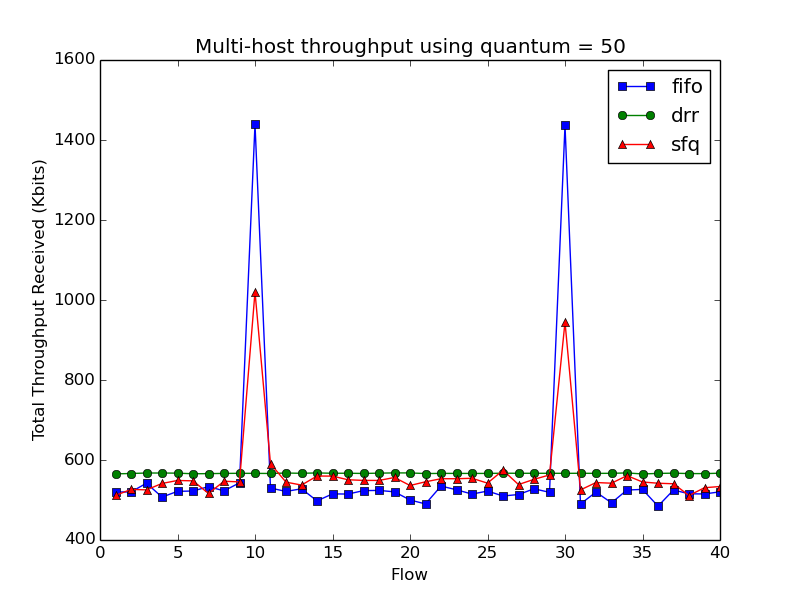 Multi-host throughput using quantum = 50
1600
1400
1200
1000
800
600
400
Total Throughput Received (Kbits)
fifo
drr
sfq
0 5 10 15 20 25 30 35 40
Flow